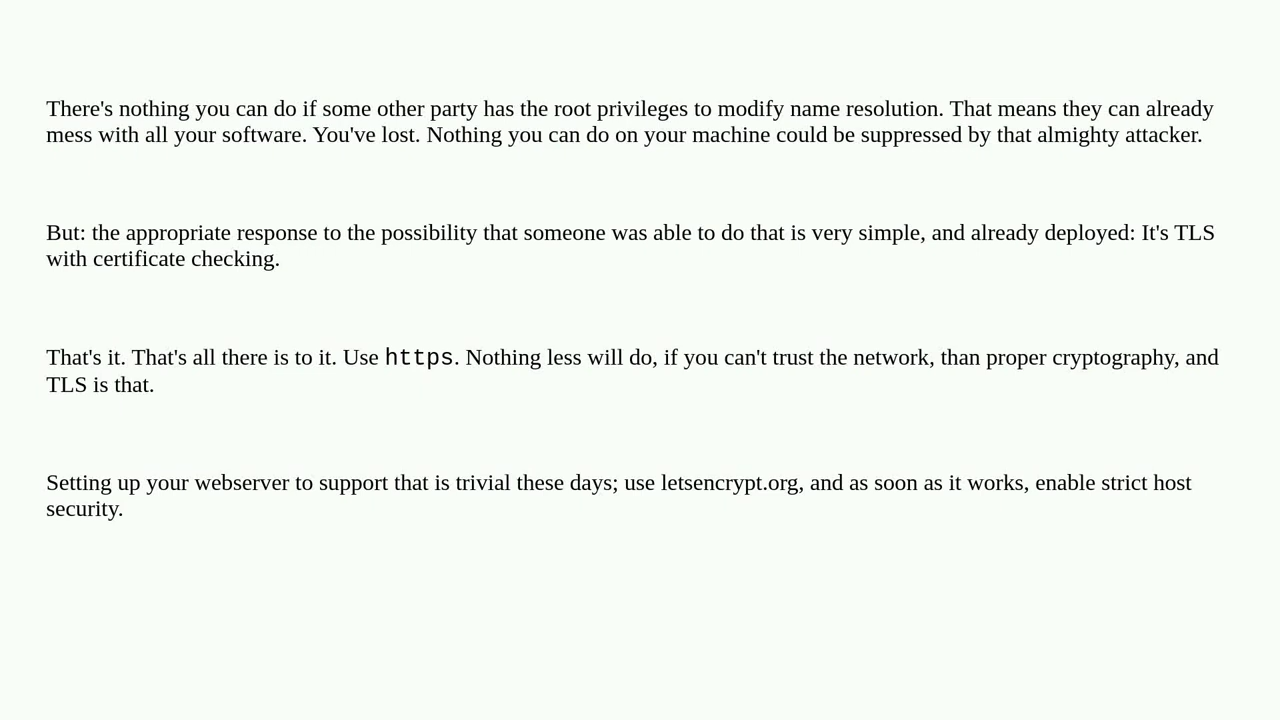 There's nothing you can do if some other party has the root privileges to modify name resolution. That means they can already
mess with all your software. You've lost. Nothing you can do on your machine could be suppressed by that almighty attacker.
But: the appropriate response to the possibility that someone was able to do that is very simple, and already deployed: It's TLS
with certificate checking.
That's it. That's all there is to it. Use https. Nothing less will do, if you can't trust the network, than proper cryptography, and
TLS is that.
Setting up your webserver to support that is trivial these days; use letsencrypt.org, and as soon as it works, enable strict host
security.